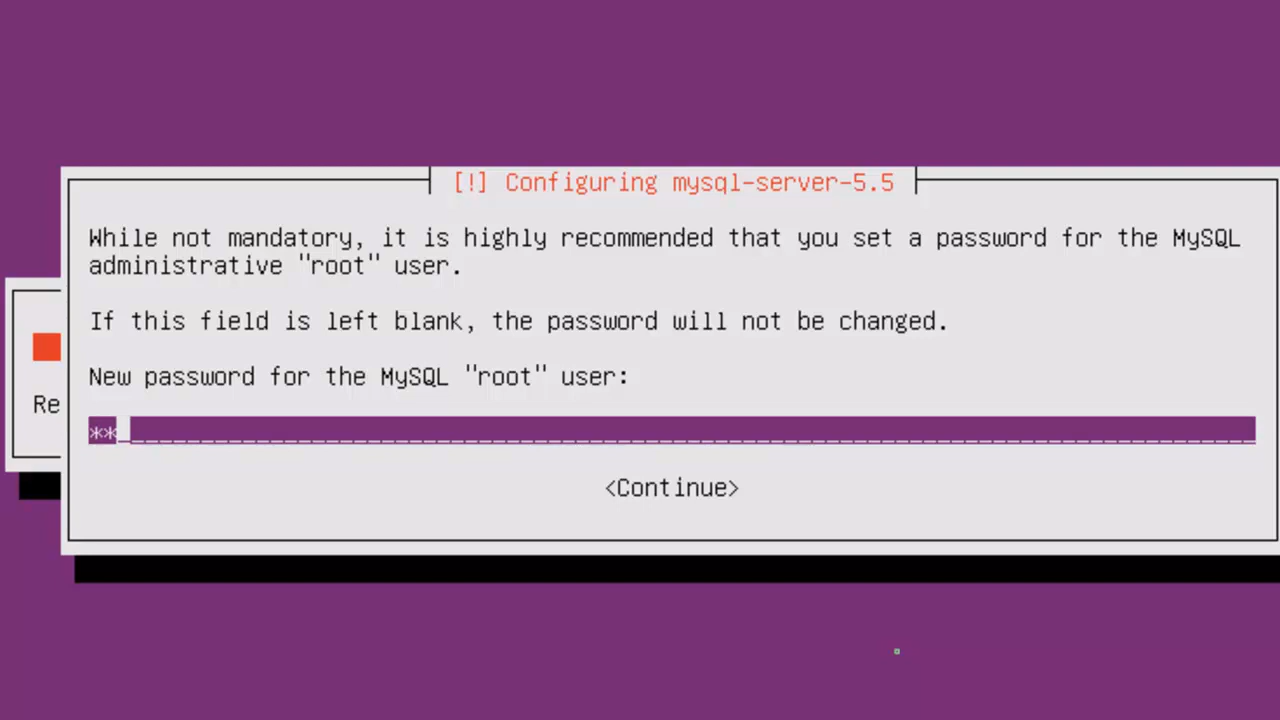 [!] Configuring mysql-server-5.5
While not mandatory, it is highly recommended that you set a password for the MySQL
administrative "root" user.
If this field is left blank, the password will not be changed.
New password for the MySQL "root" user:
Re
**
<Continue>